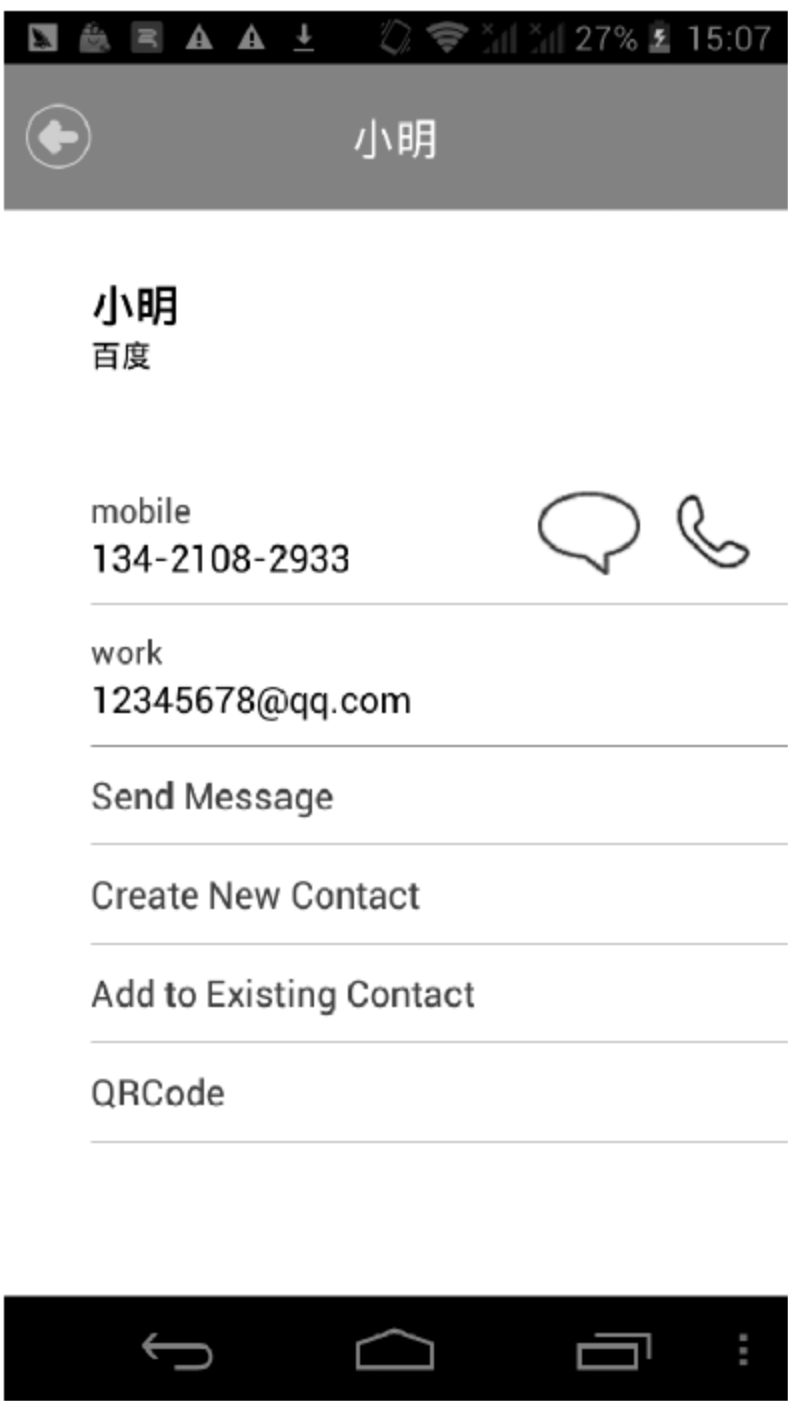 27% 15:07
小明
小明
百度
mobile
134-2108-2933
work
12345678@qq.com
Send Message
Create New Contact
Add to Existing Contact
QRCode